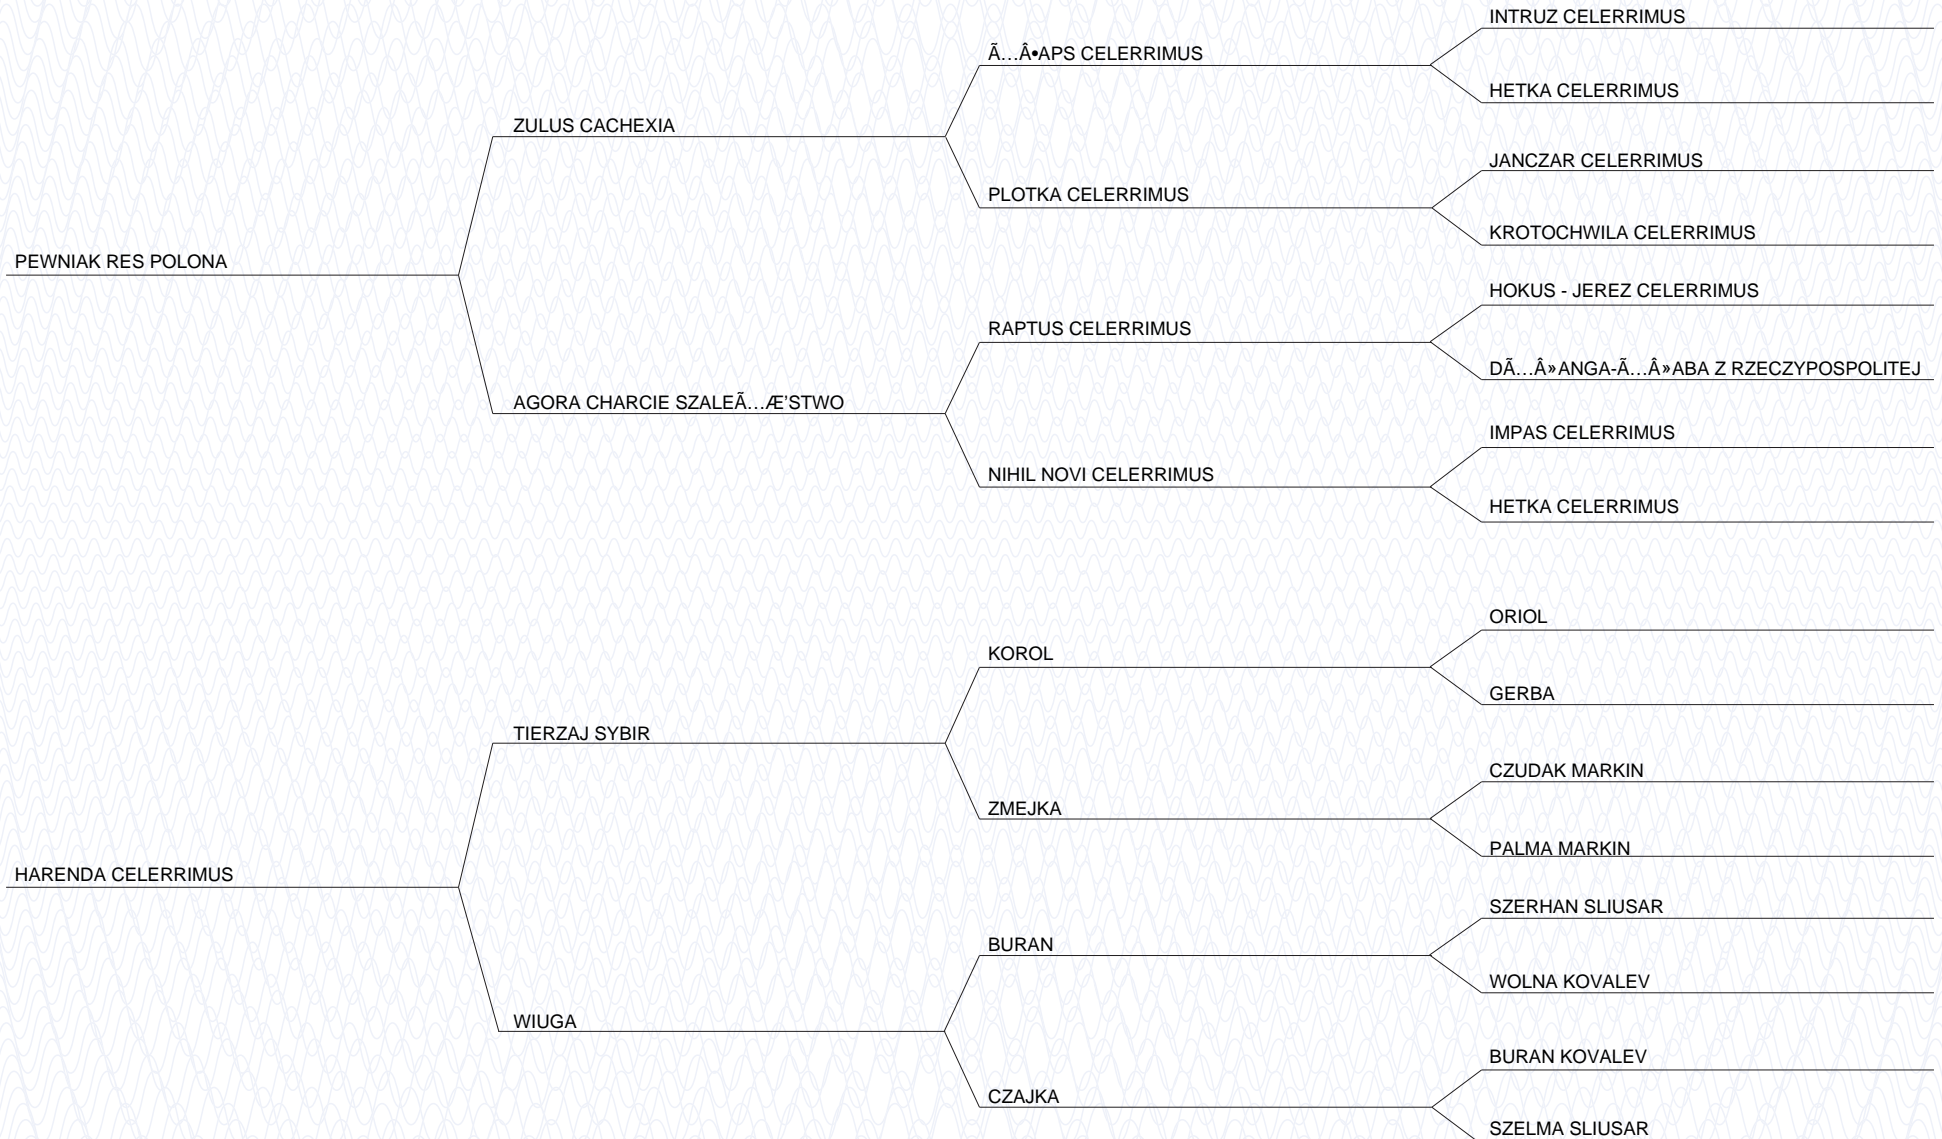 INTRUZ CELERRIMUS
Ã…Â•APS CELERRIMUS
HETKA CELERRIMUS
ZULUS CACHEXIA
JANCZAR CELERRIMUS
PLOTKA CELERRIMUS
KROTOCHWILA CELERRIMUS
PEWNIAK RES POLONA
HOKUS - JEREZ CELERRIMUS
RAPTUS CELERRIMUS
DÃ…Â»ANGA-Ã…Â»ABA Z RZECZYPOSPOLITEJ
AGORA CHARCIE SZALEÃ…Æ’STWO
IMPAS CELERRIMUS
NIHIL NOVI CELERRIMUS
HETKA CELERRIMUS
ORIOL
KOROL
GERBA
TIERZAJ SYBIR
CZUDAK MARKIN
ZMEJKA
PALMA MARKIN
HARENDA CELERRIMUS
SZERHAN SLIUSAR
BURAN
WOLNA KOVALEV
WIUGA
BURAN KOVALEV
CZAJKA
SZELMA SLIUSAR